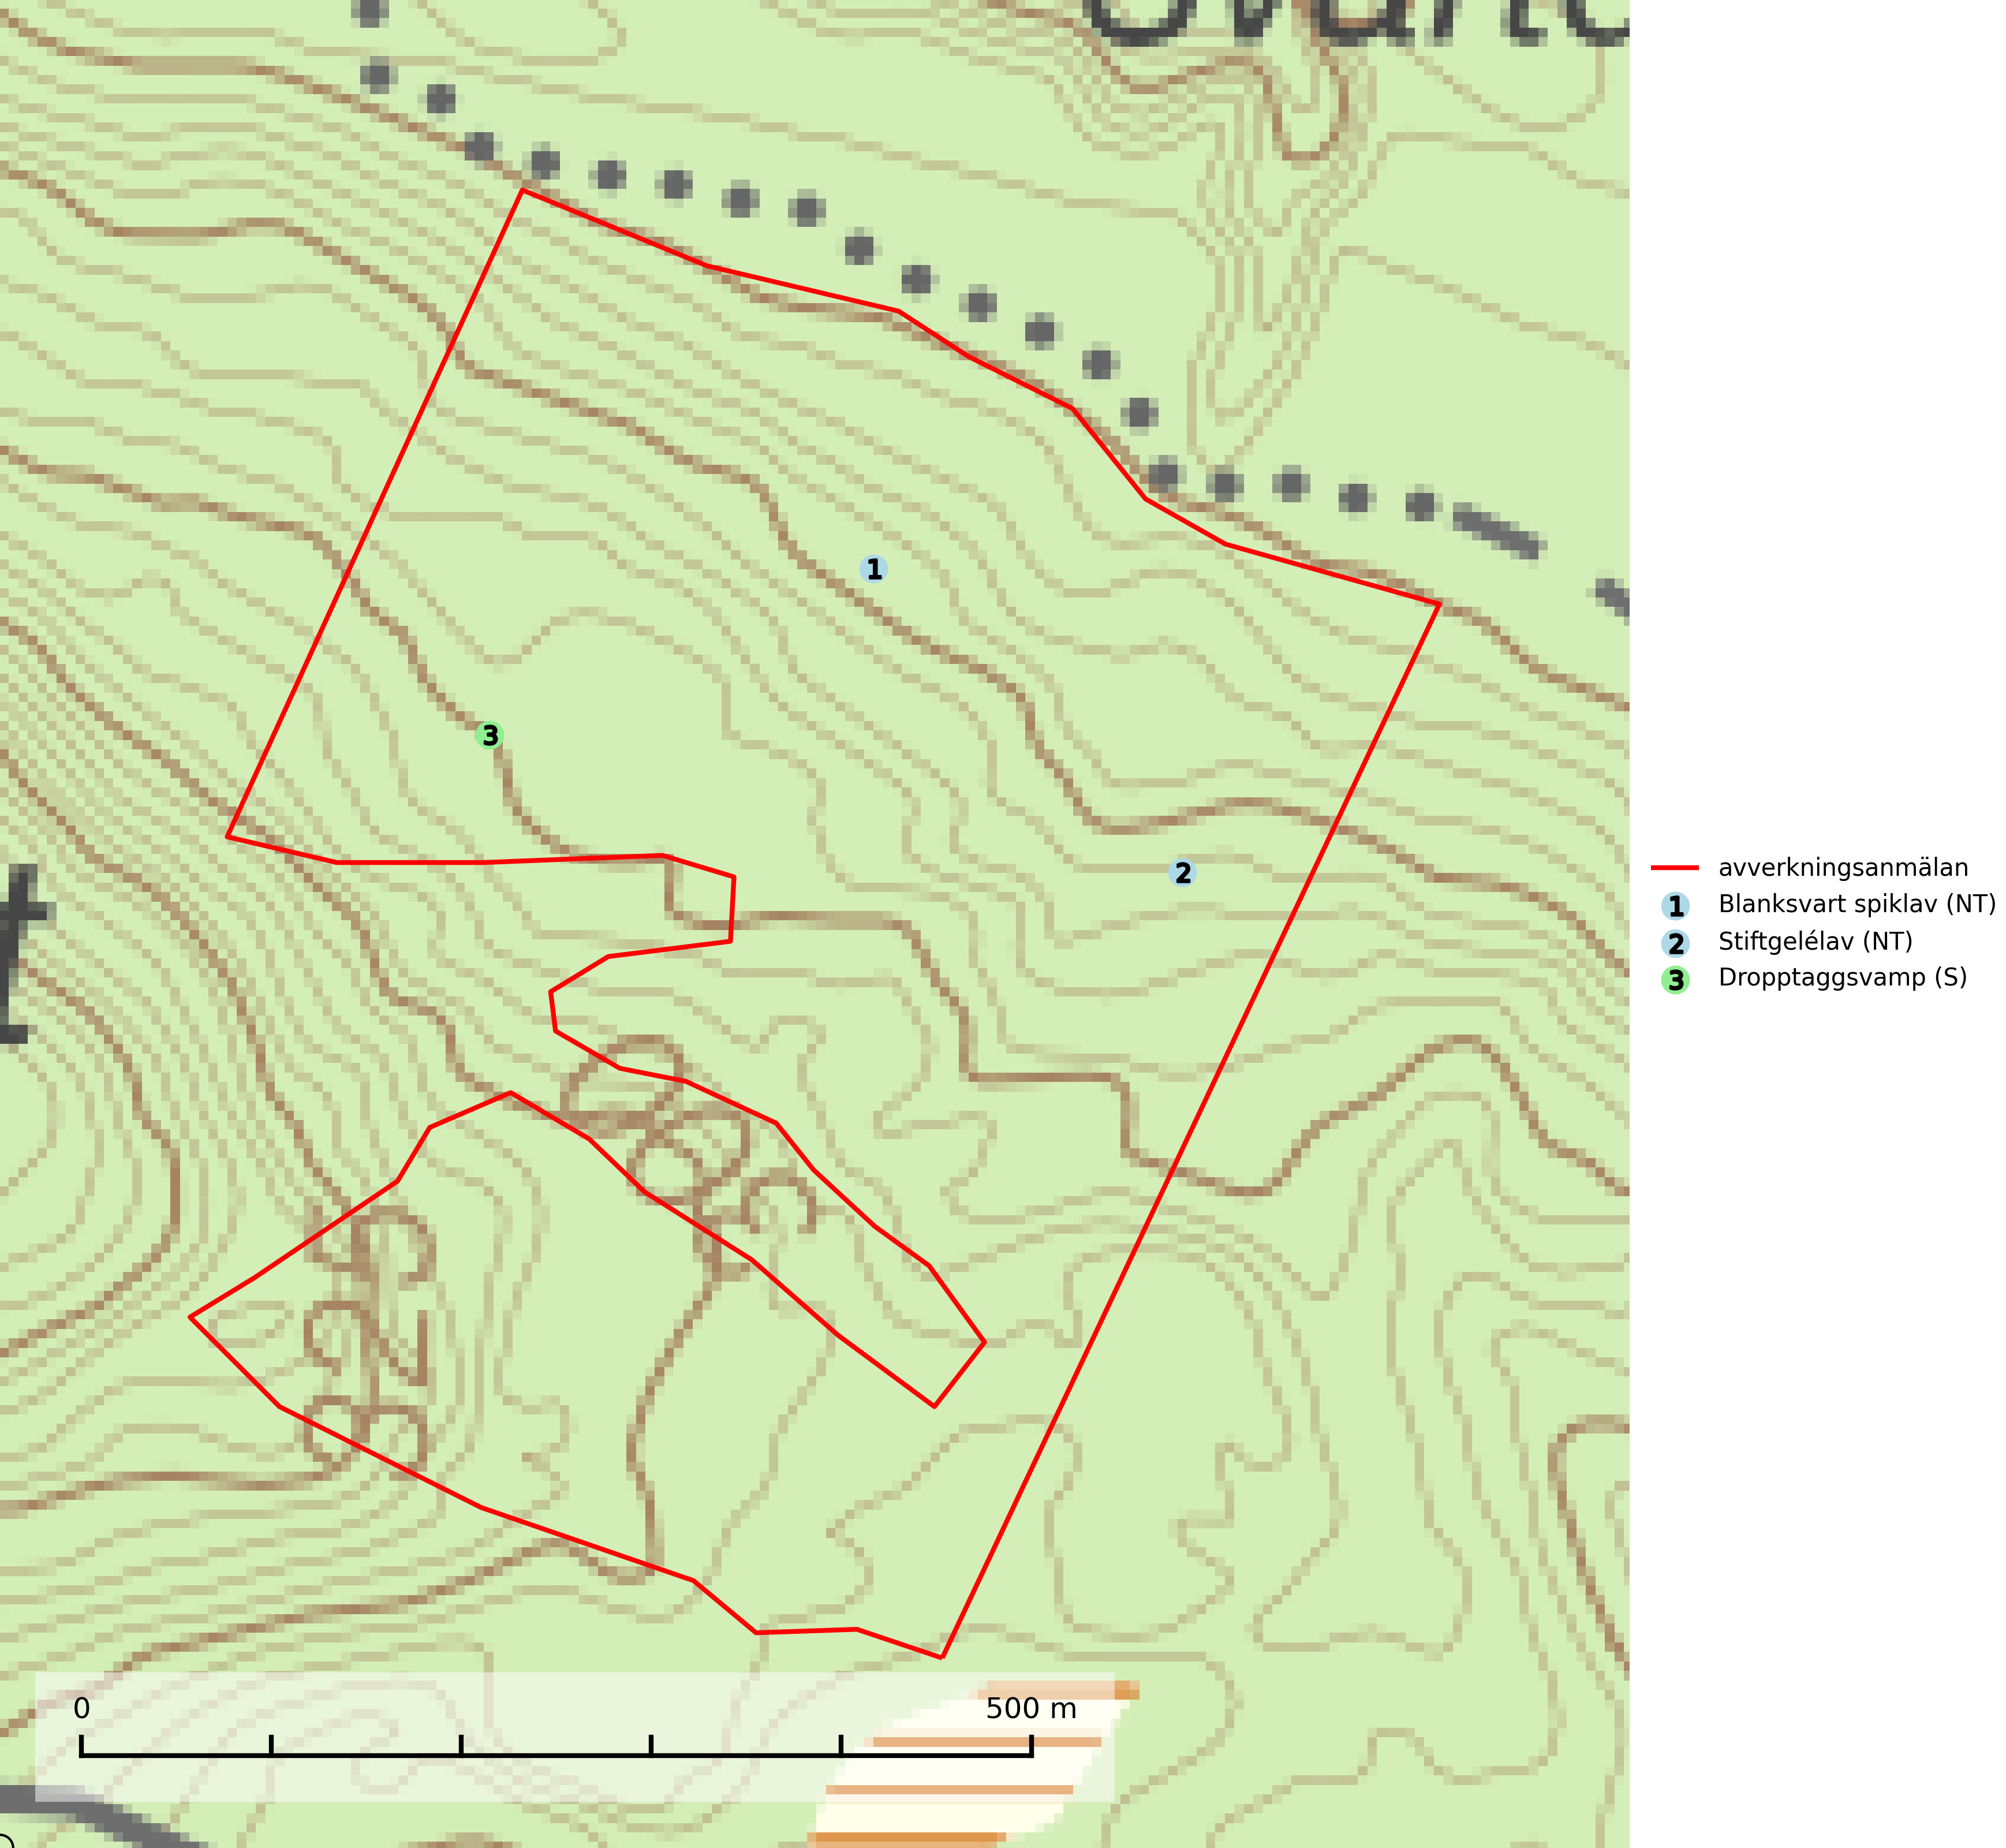 1
2
3
avverkningsanmälan
1 Blanksvart spiklav (NT)
2 Stiftgelélav (NT)
3 Dropptaggsvamp (S)
0 500 m